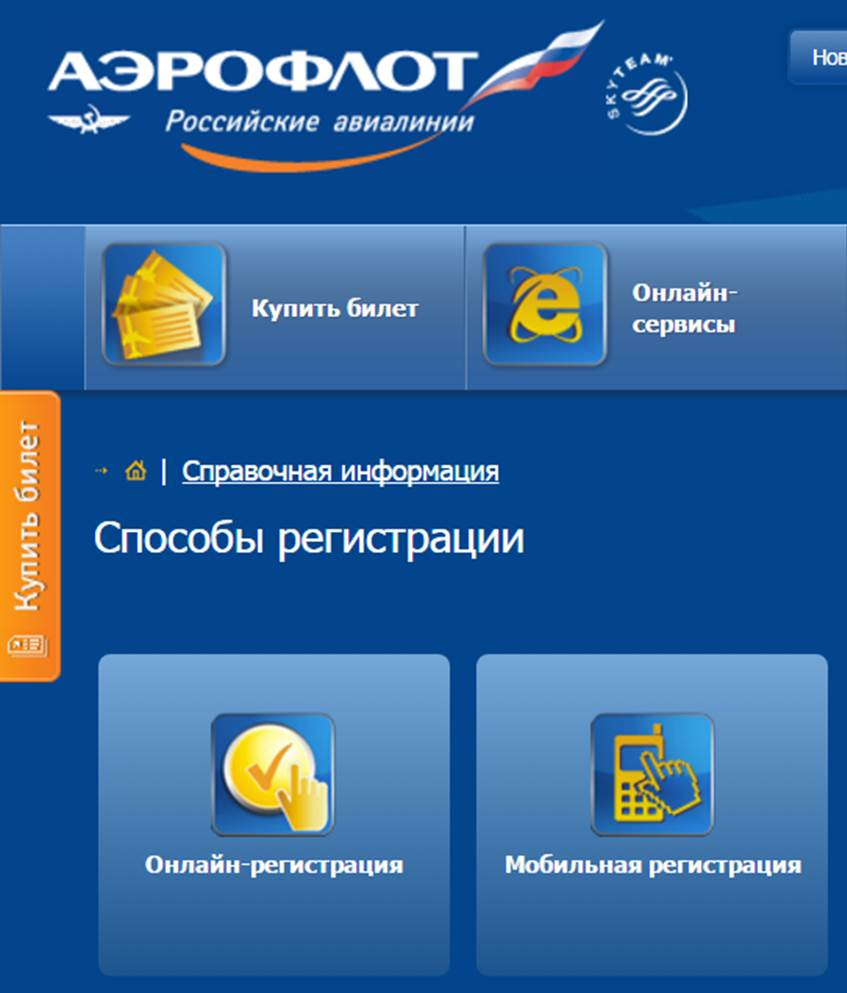 АЭРОФЛОТ
Российские авиалинии
SKYTEAM
Нов
Купить билет
Онлайн-
сервисы
Купить билет
| Справочная информация
Способы регистрации
Онлайн-регистрация
Мобильная регистрация